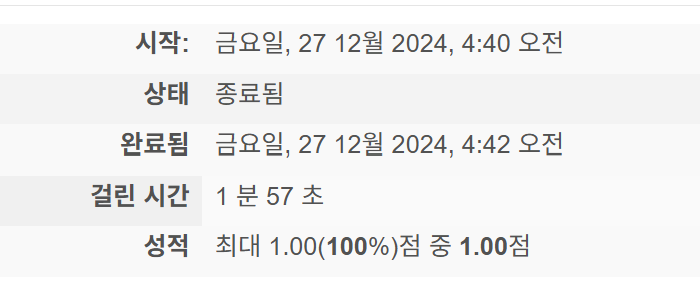 시작: 금요일, 27 12월 2024, 4:40 오전
상태 종료됨
완료됨 금요일, 27 12월 2024, 4:42 오전
걸린 시간 1 분 57 초
성적 최대 1.00(100%)점 중 1.00점